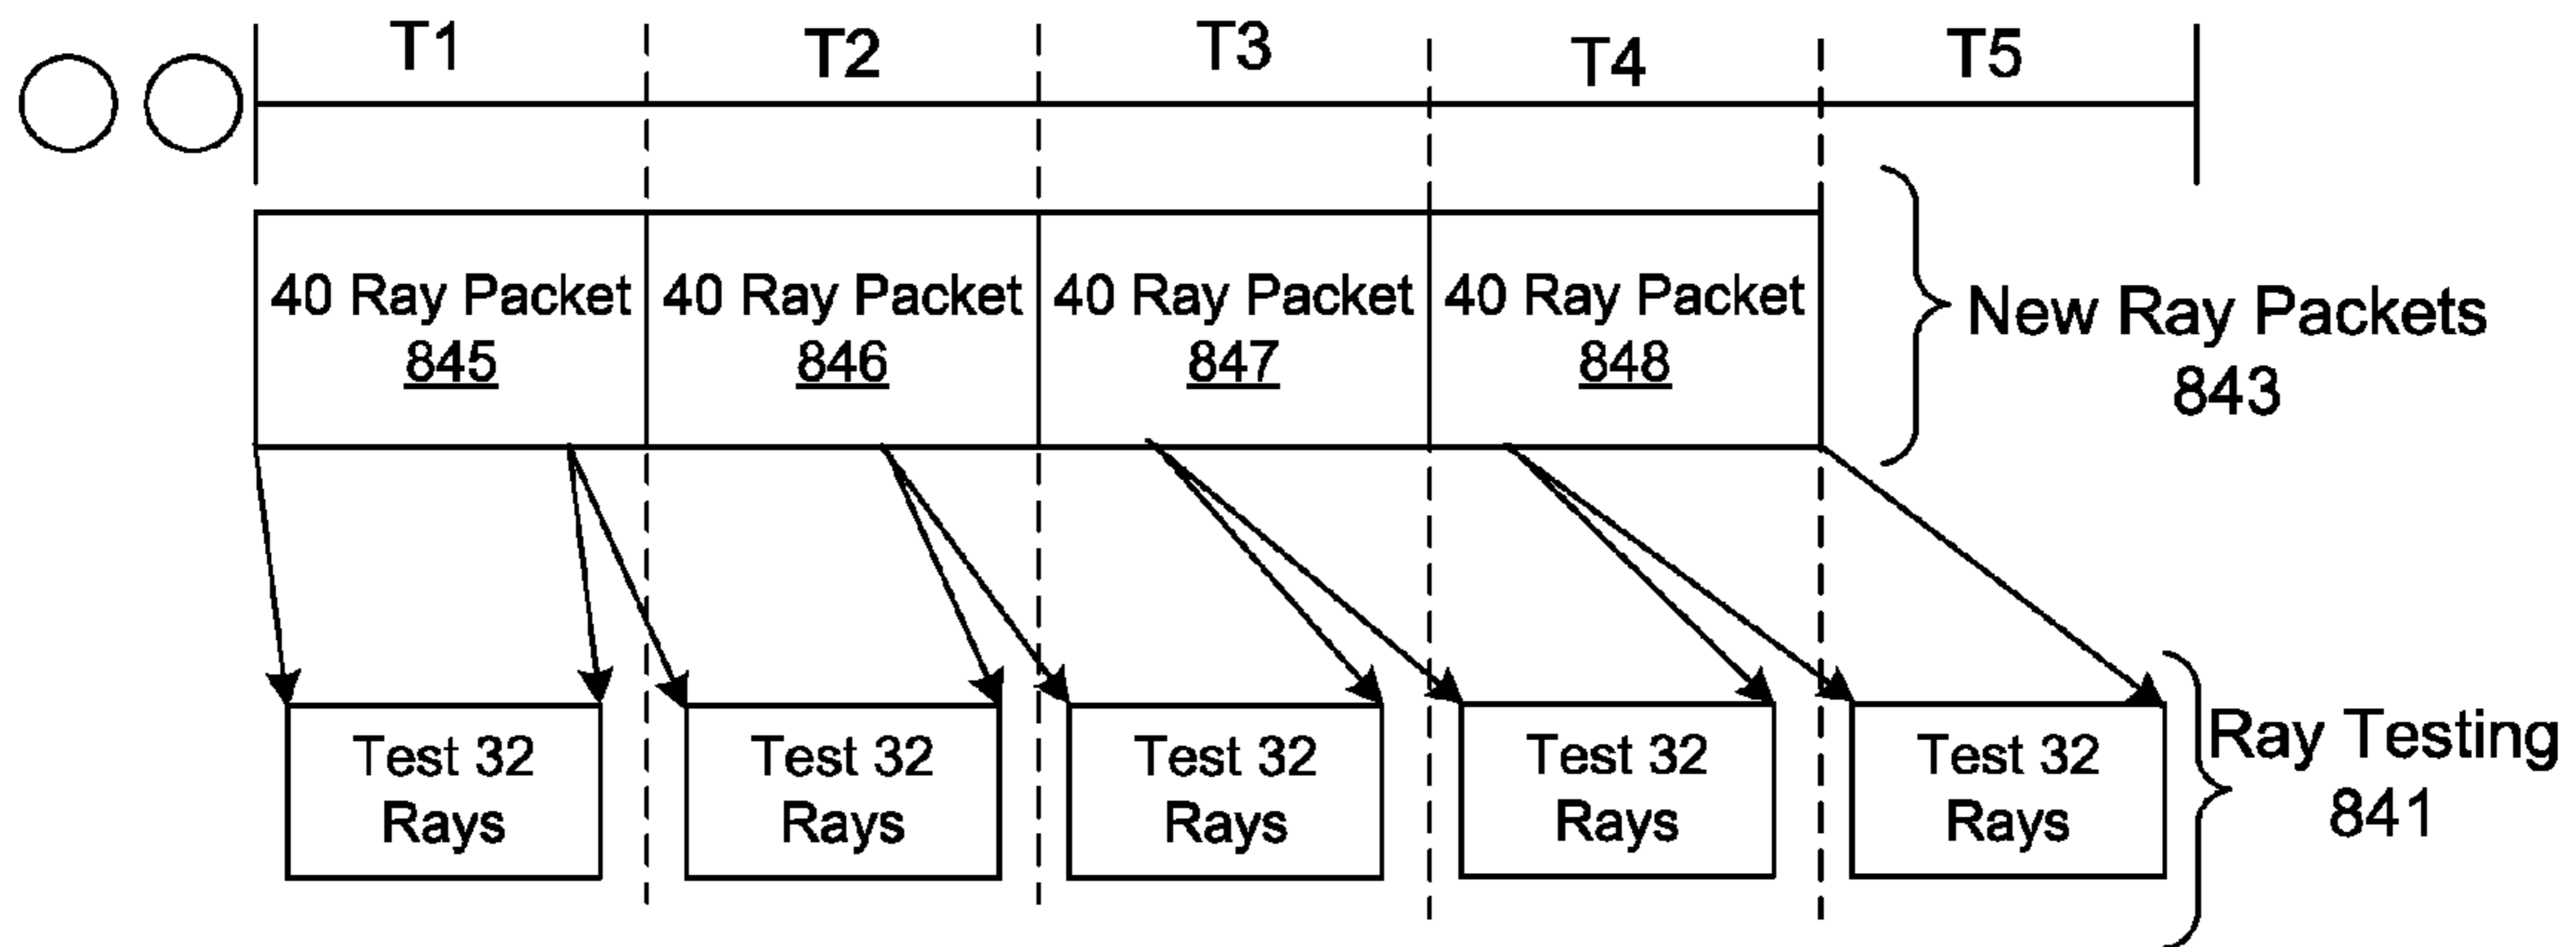 T1
T2
T3
T4
T5
40 Ray Packet
845
40 Ray Packet
846
40 Ray Packet
847
40 Ray Packet
848
New Ray Packets
843
Test 32
Rays
Test 32
Rays
Test 32
Rays
Test 32
Rays
Test 32
Rays
Ray Testing
841